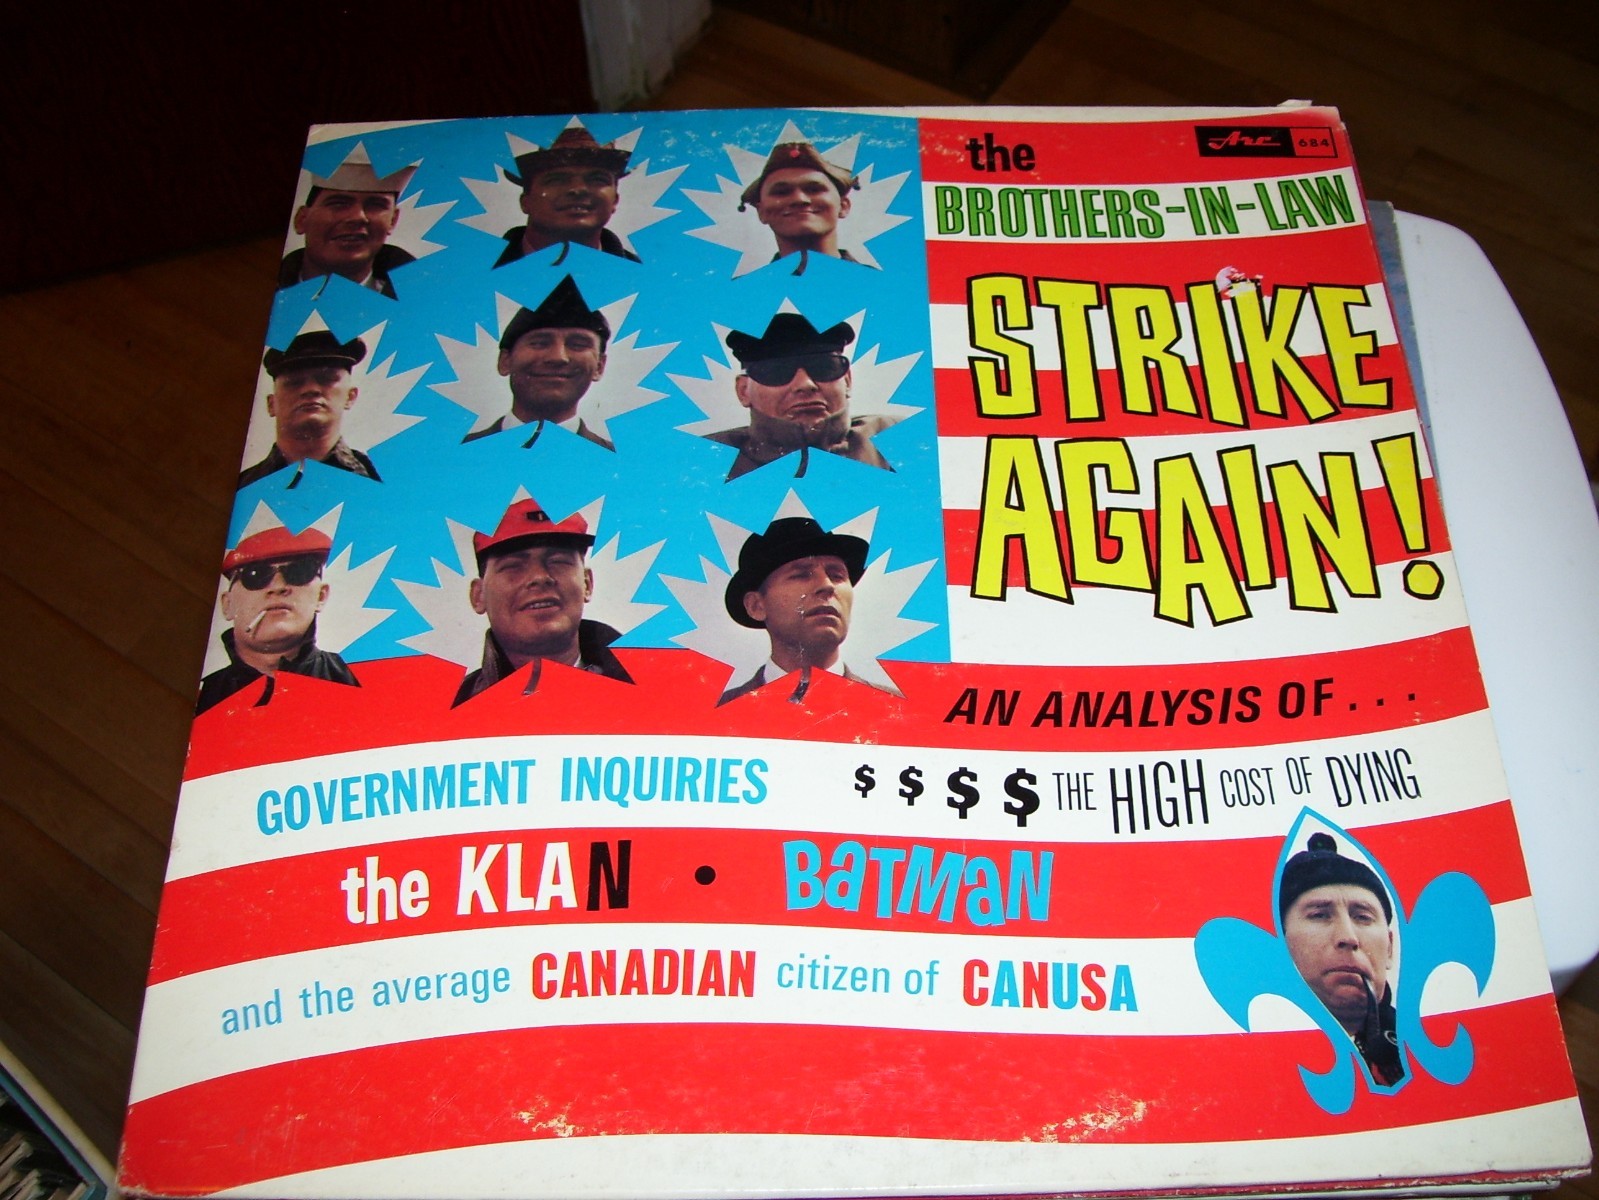 the
Arc 684
BROTHERS-IN-LAW
STRIKE
AGAIN!
AN ANALYSIS OF...
GOVERNMENT INQUIRIES $ $ $ $ THE HIGH COST OF DYING
the KLAN • BATMAN
and the average CANADIAN citizen of CANUSA